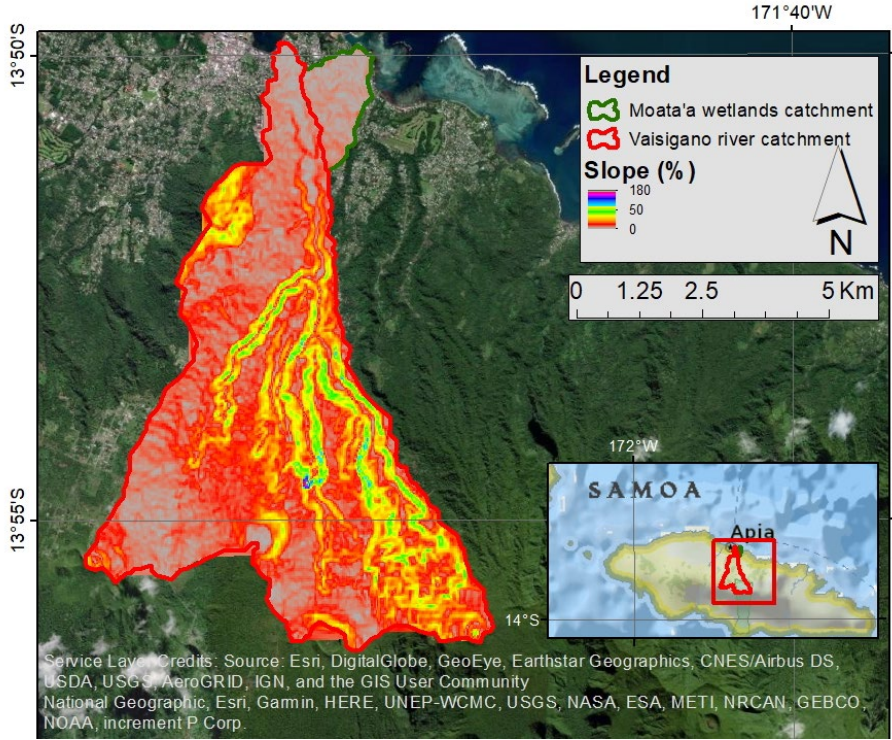 171°40'W
13°50'S
Legend
Moata'a wetlands catchment
Vaisigano river catchment
Slope (%)
180
50
0
N
0 1.25 2.5 5 Km
172°W
SAMOA
Apia
13°55'S
14°S
Service Layer Credits: Source: Esri, DigitalGlobe, GeoEye, Earthstar Geographics, CNES/Airbus DS,
USDA, USGS, AeroGRID, IGN, and the GIS User Community
National Geographic, Esri, Garmin, HERE, UNEP-WCMC, USGS, NASA, ESA, METI, NRCAN, GEBCO,
NOAA, increment P Corp.